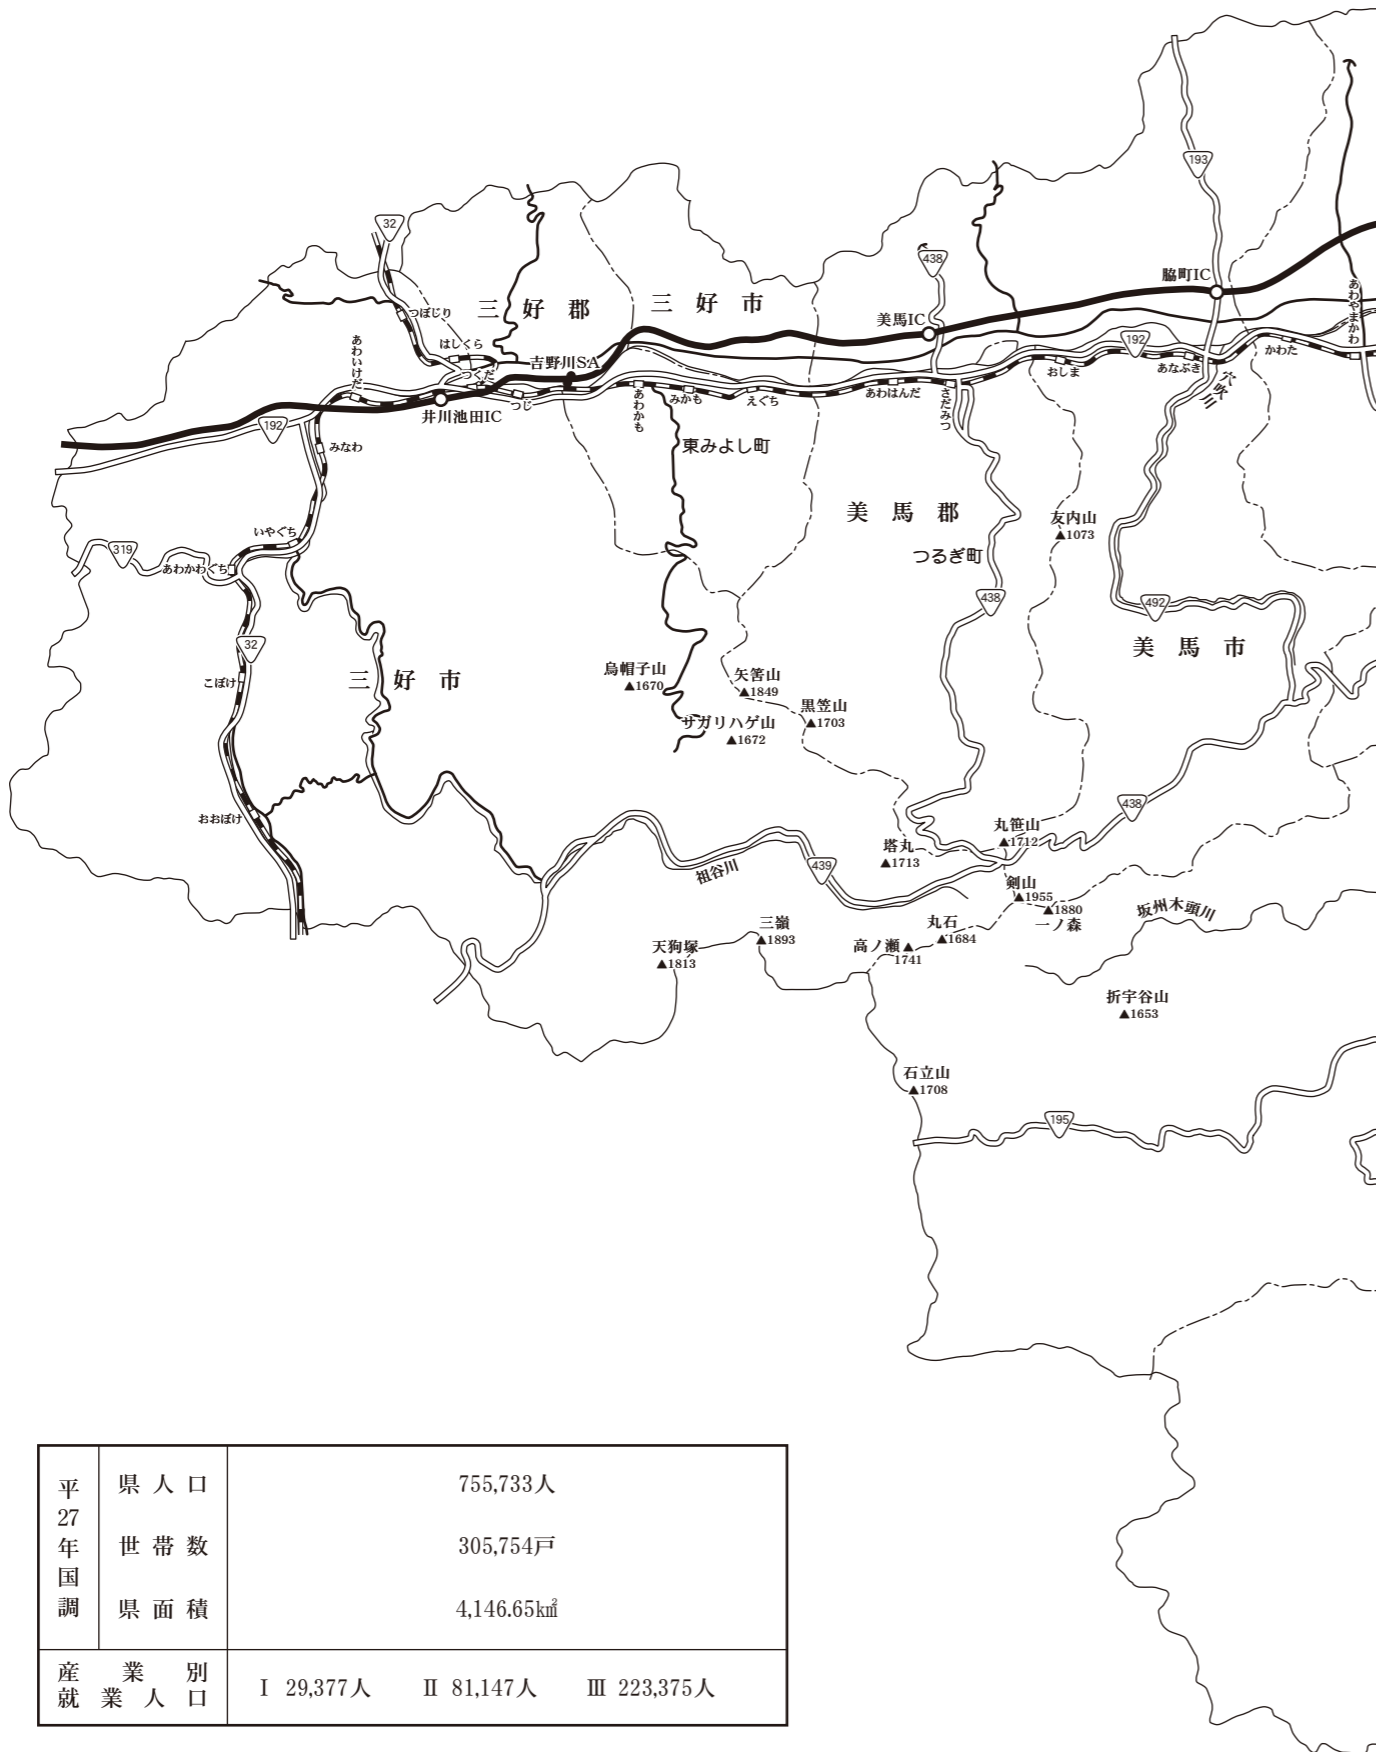 193
32
438
脇町IC
あわやまかわ
三好郡
三好市
つぼじり
美馬IC
はしくら
192
かわた
あわいけだ
吉野川SA
つくだ
おしま
あなぶき
つじ
あわかも
みかも
えぐち
あわはんだ
さだみつ
穴吹川
井川池田IC
192
みなわ
東みよし町
美馬郡
友内山
▲1073
いやぐち
319
あわかわぐち
つるぎ町
438
492
32
美馬市
こぼけ
三好市
烏帽子山
▲1670
矢筈山
▲1849
黒笠山
▲1703
サガリハゲ山
▲1672
おおぼけ
438
丸笹山
▲1712
塔丸
▲1713
祖谷川
439
剣山
▲1955
▲1880
一ノ森
坂州木頭川
三嶺
▲1893
丸石
▲1684
天狗塚
▲1813
高ノ瀬▲
1741
折宇谷山
▲1653
石立山
▲1708
195
平27年国調
県人口 755,733人
世帯数 305,754戸
県面積 4,146.65k㎡
産業別
就業人口
Ⅰ 29,377人 Ⅱ 81,147人 Ⅲ 223,375人